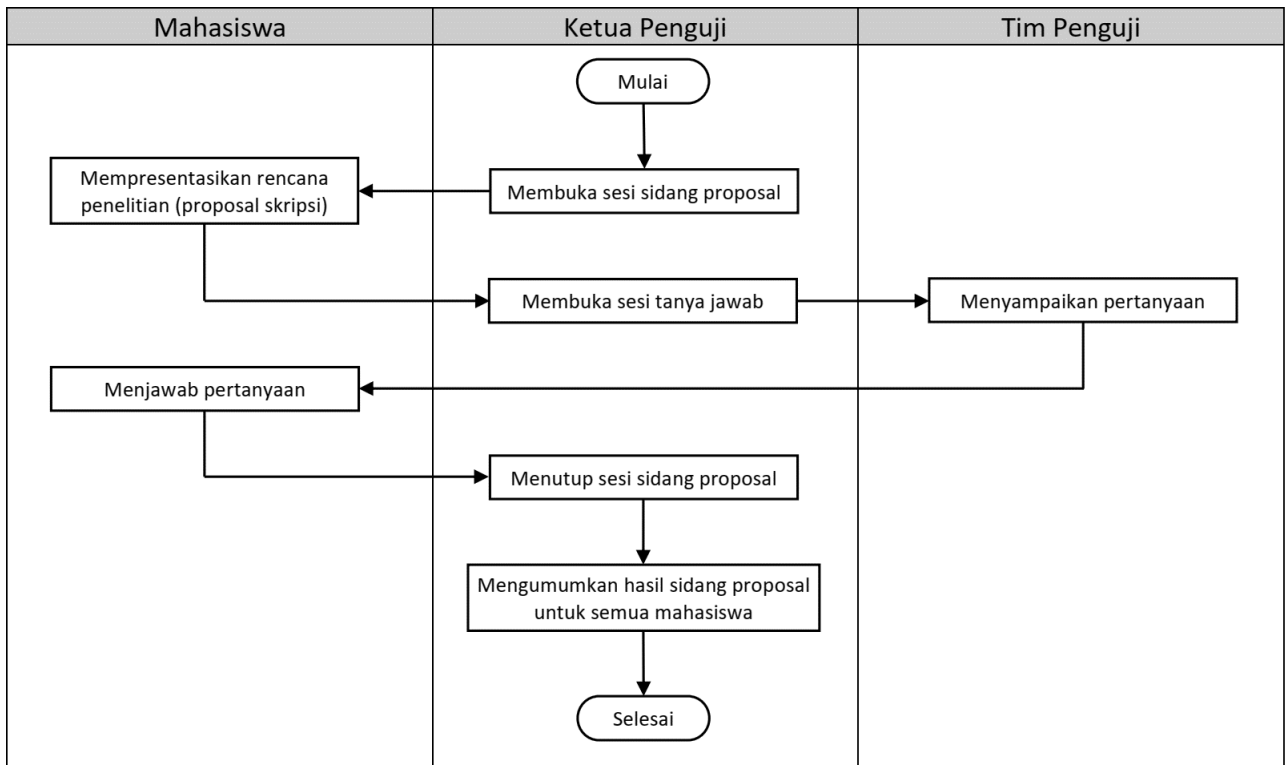 Mahasiswa
Ketua Penguji
Tim Penguji
Mulai
Membuka sesi sidang proposal
Mempresentasikan rencana
penelitian (proposal skripsi)
Membuka sesi tanya jawab
Menyampaikan pertanyaan
Menjawab pertanyaan
Menutup sesi sidang proposal
Mengumumkan hasil sidang proposal
untuk semua mahasiswa
Selesai